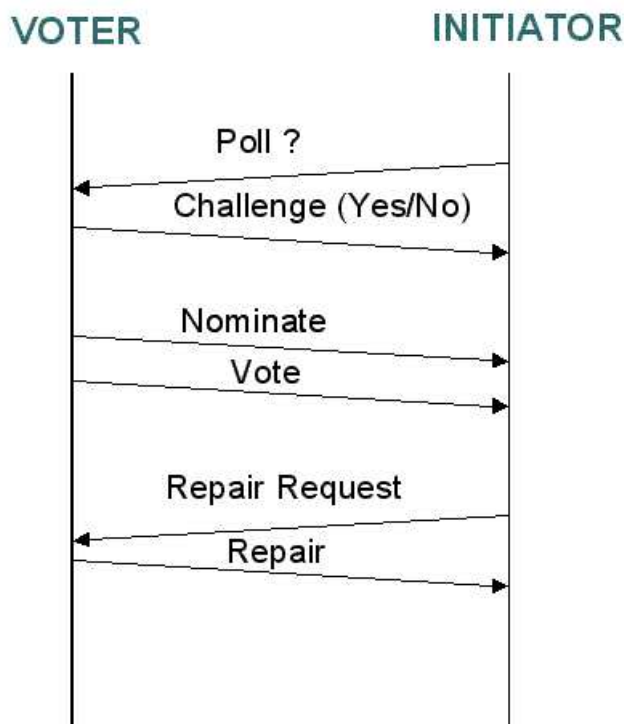 VOTER
INITIATOR
Poll ?
Challenge (Yes/No)
Nominate
Vote
Repair Request
Repair